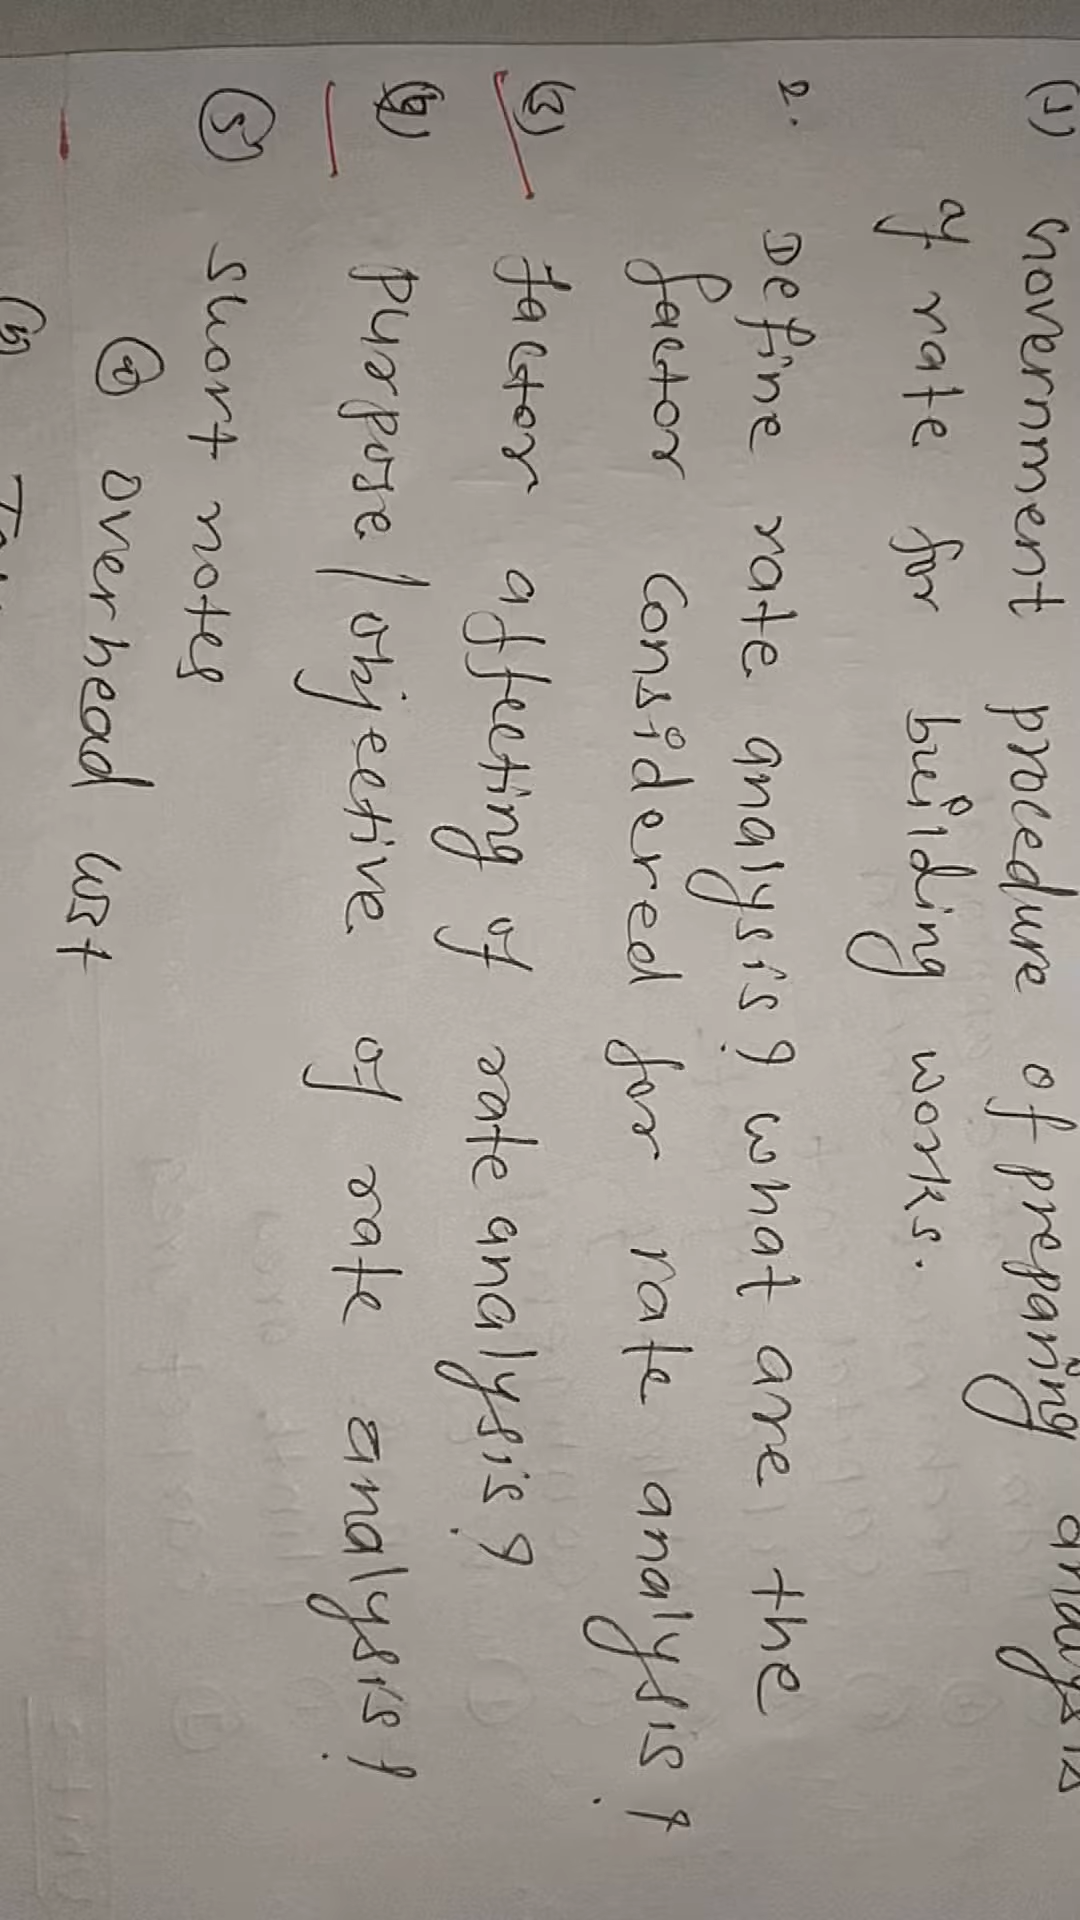 (1) Government procedure of preparing analysis
of rate for building works.
2. Define rate analysis? what are the
factor considered for rate analysis?
(3) factor affecting of rate analysis?
(4) purpose/objective of rate analysis?
(5) short notes
(a) overhead cost
(b)